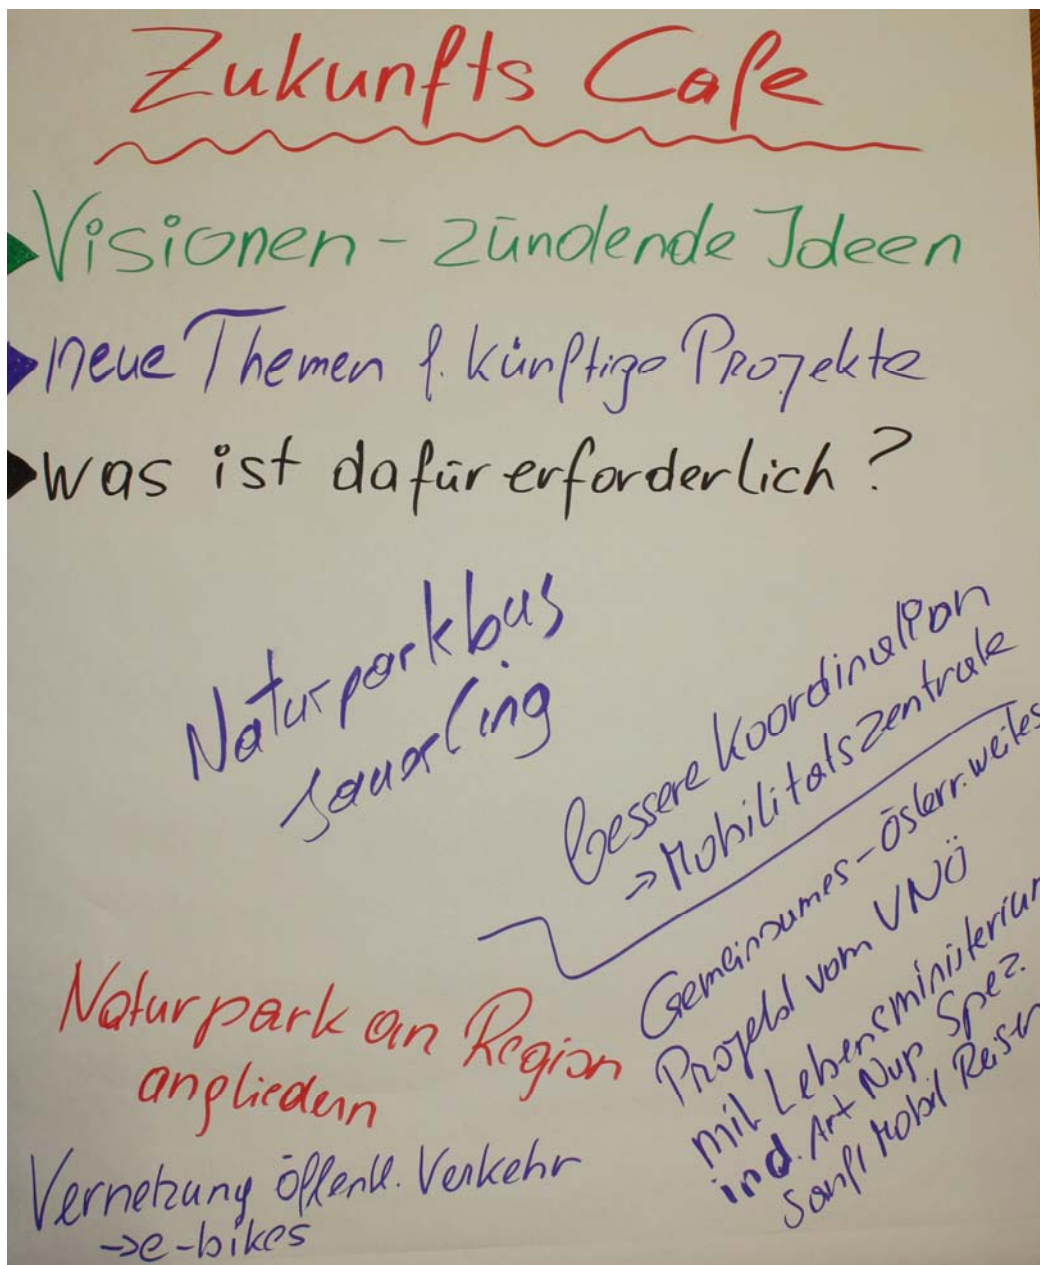 Zukunfts Cafe
Visionen - zündende Ideen
neue Themen f. künftige Projekte
was ist dafür erforderlich?
Naturparkbus
Jauerling
bessere Koordination
→ Mobilitätszentrale
Gemeinsames - österr. weites
Projekt vom VNÖ
mit Lebensministerium
ind. Art Nup Spez.
Sanft Mobil Reisen
Naturpark an Region
angliedern
Vernetzung öffentl. Verkehr
→ e-bikes